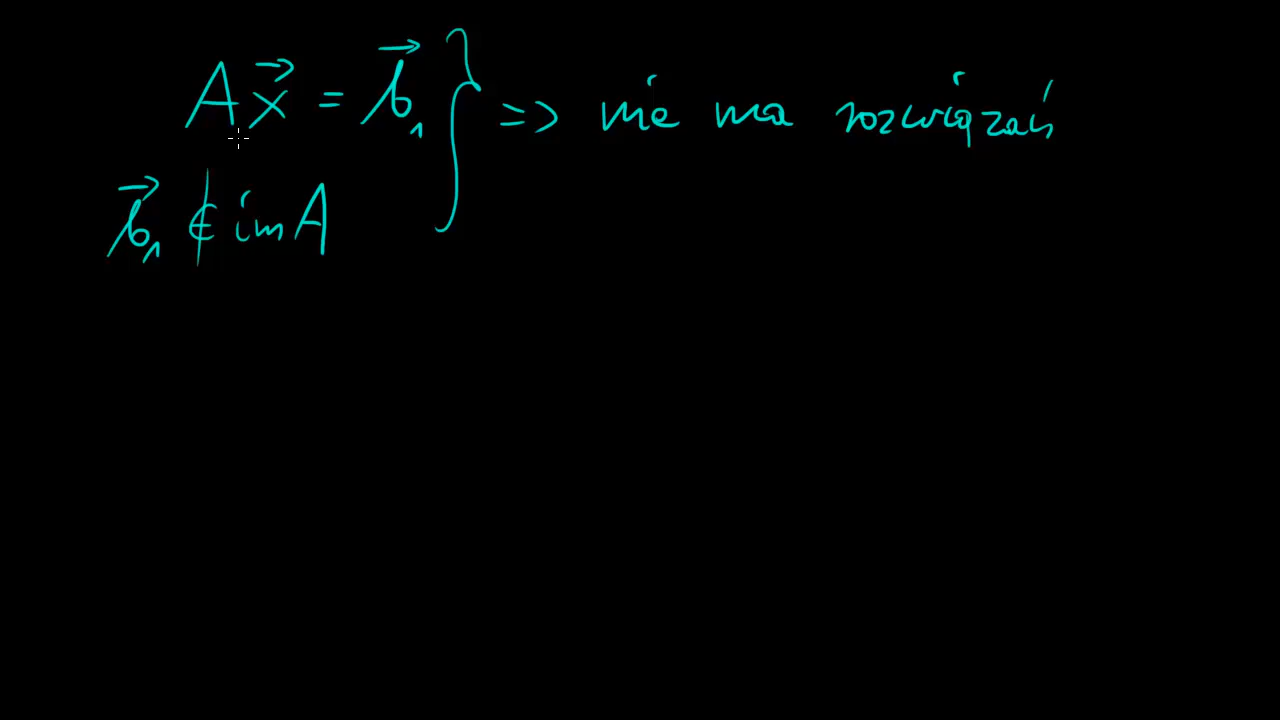 A x⃗ = b⃗₁ } => nie ma rozwiązań
b⃗₁ ∉ im A